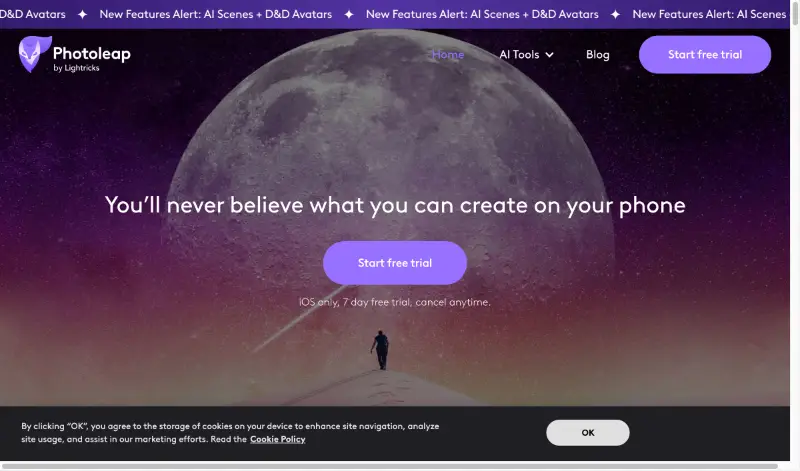 D&D Avatars ✦ New Features Alert: AI Scenes + D&D Avatars ✦ New Features Alert: AI Scenes + D&D Avatars ✦ New Features Alert: AI Scenes
Photoleap
by Lightricks
Home
AI Tools
Blog
Start free trial
You’ll never believe what you can create on your phone
Start free trial
iOS only, 7 day free trial, cancel anytime.
By clicking “OK”, you agree to the storage of cookies on your device to enhance site navigation, analyze
site usage, and assist in our marketing efforts. Read the Cookie Policy
OK